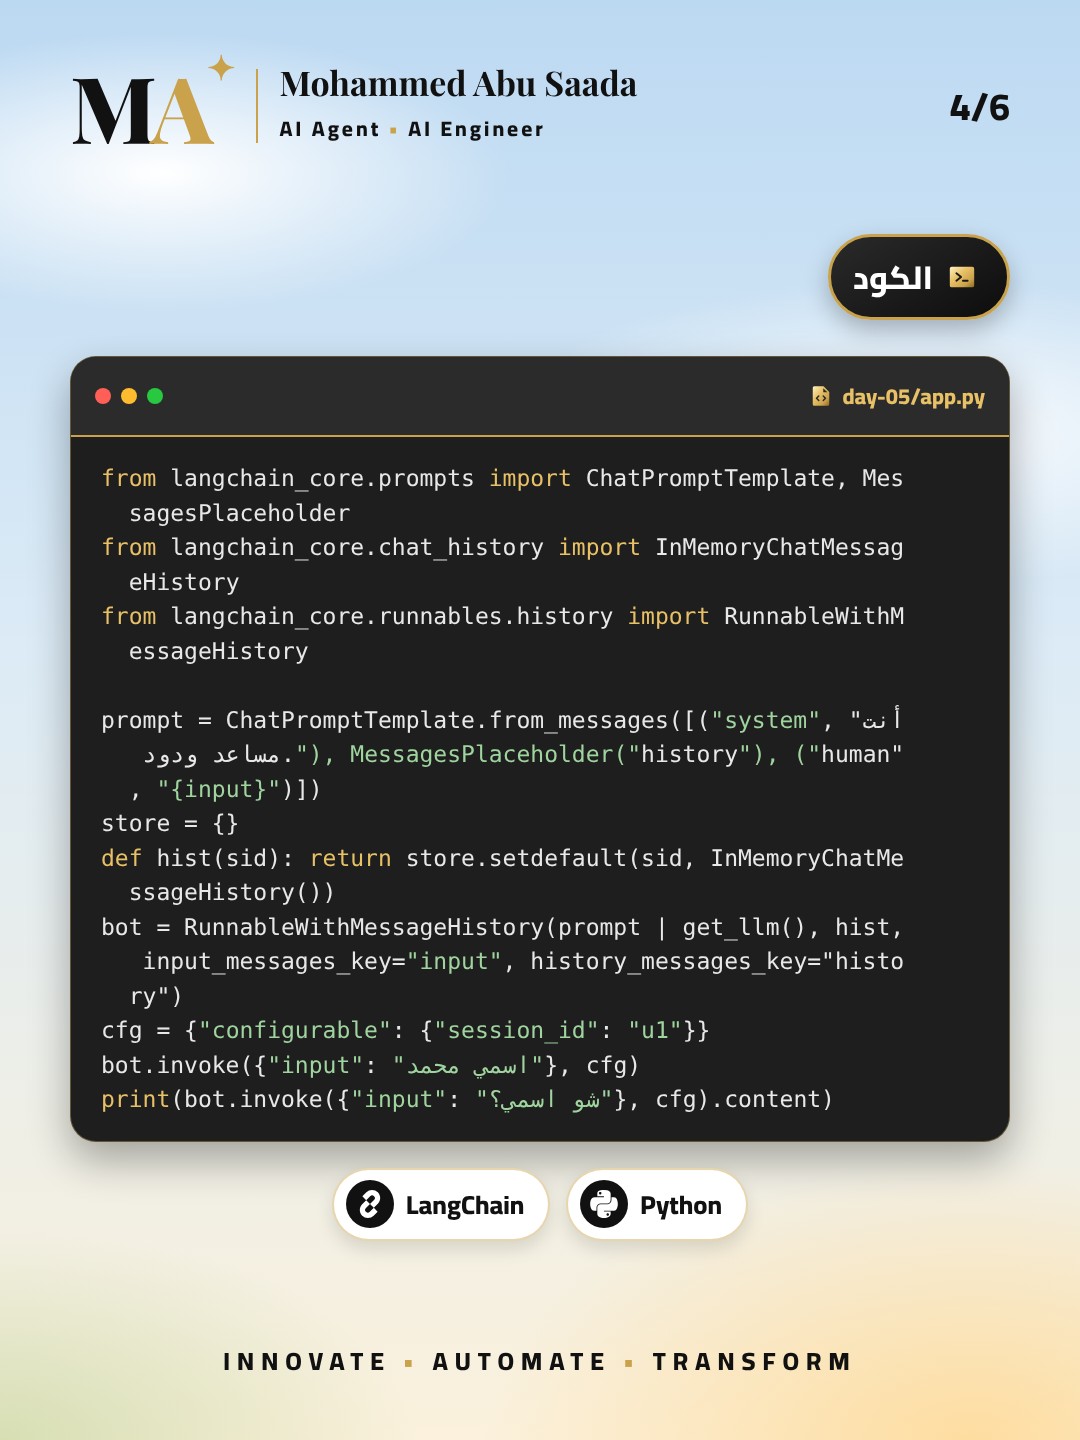 MA
Mohammed Abu Saada
AI Agent ▪ AI Engineer
4/6
الكود
day-05/app.py
from langchain_core.prompts import ChatPromptTemplate, Mes
sagesPlaceholder
from langchain_core.chat_history import InMemoryChatMessag
eHistory
from langchain_core.runnables.history import RunnableWithM
essageHistory
prompt = ChatPromptTemplate.from_messages([("system", "أنت
مساعد ودود."), MessagesPlaceholder("history"), ("human"
, "{input}")])
store = {}
def hist(sid): return store.setdefault(sid, InMemoryChatMe
ssageHistory())
bot = RunnableWithMessageHistory(prompt | get_llm(), hist,
input_messages_key="input", history_messages_key="histo
ry")
cfg = {"configurable": {"session_id": "u1"}}
bot.invoke({"input": "اسمي محمد"}, cfg)
print(bot.invoke({"input": "شو اسمي؟"}, cfg).content)
LangChain
Python
INNOVATE ▪ AUTOMATE ▪ TRANSFORM